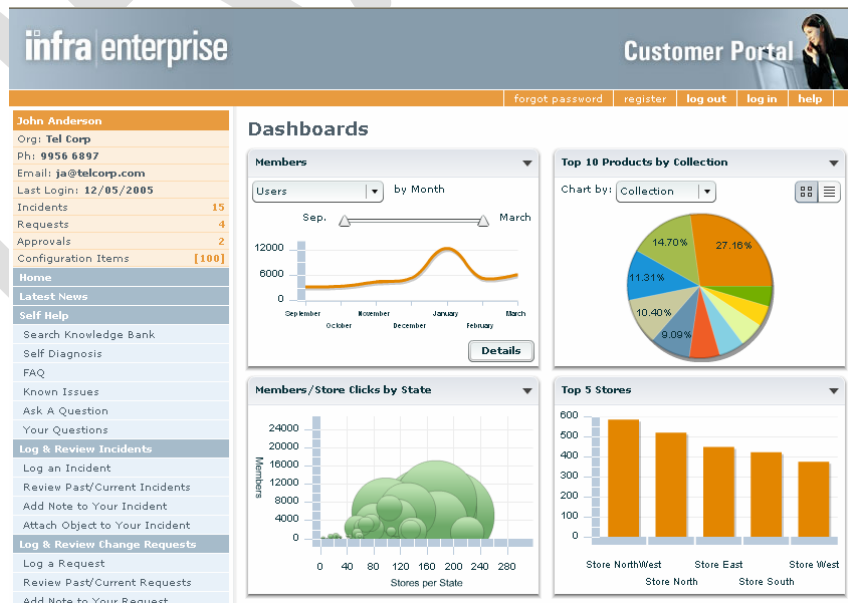 infra enterprise
Customer Portal
forgot password register log out log in help
John Anderson
Org: Tel Corp
Ph: 9956 6897
Email: ja@telcorp.com
Last Login: 12/05/2005
Incidents 15
Requests 4
Approvals 2
Configuration Items [100]
Home
Latest News
Self Help
Search Knowledge Bank
Self Diagnosis
FAQ
Known Issues
Ask A Question
Your Questions
Log & Review Incidents
Log an Incident
Review Past/Current Incidents
Add Note to Your Incident
Attach Object to Your Incident
Log & Review Change Requests
Log a Request
Review Past/Current Requests
Add Note to Your Request
Dashboards
Members
Users by Month
Sep. March
12000
6000
0
September November January March
October December February
Details
Top 10 Products by Collection
Chart by: Collection
14.70% 27.16%
11.31%
10.40%
9.09%
Members/Store Clicks by State
24000
20000
16000
12000
8000
4000
0
Members
0 40 80 120 160 200 240 280
Stores per State
Top 5 Stores
600
500
400
300
200
100
0
Store NorthWest Store East Store West
Store North Store South